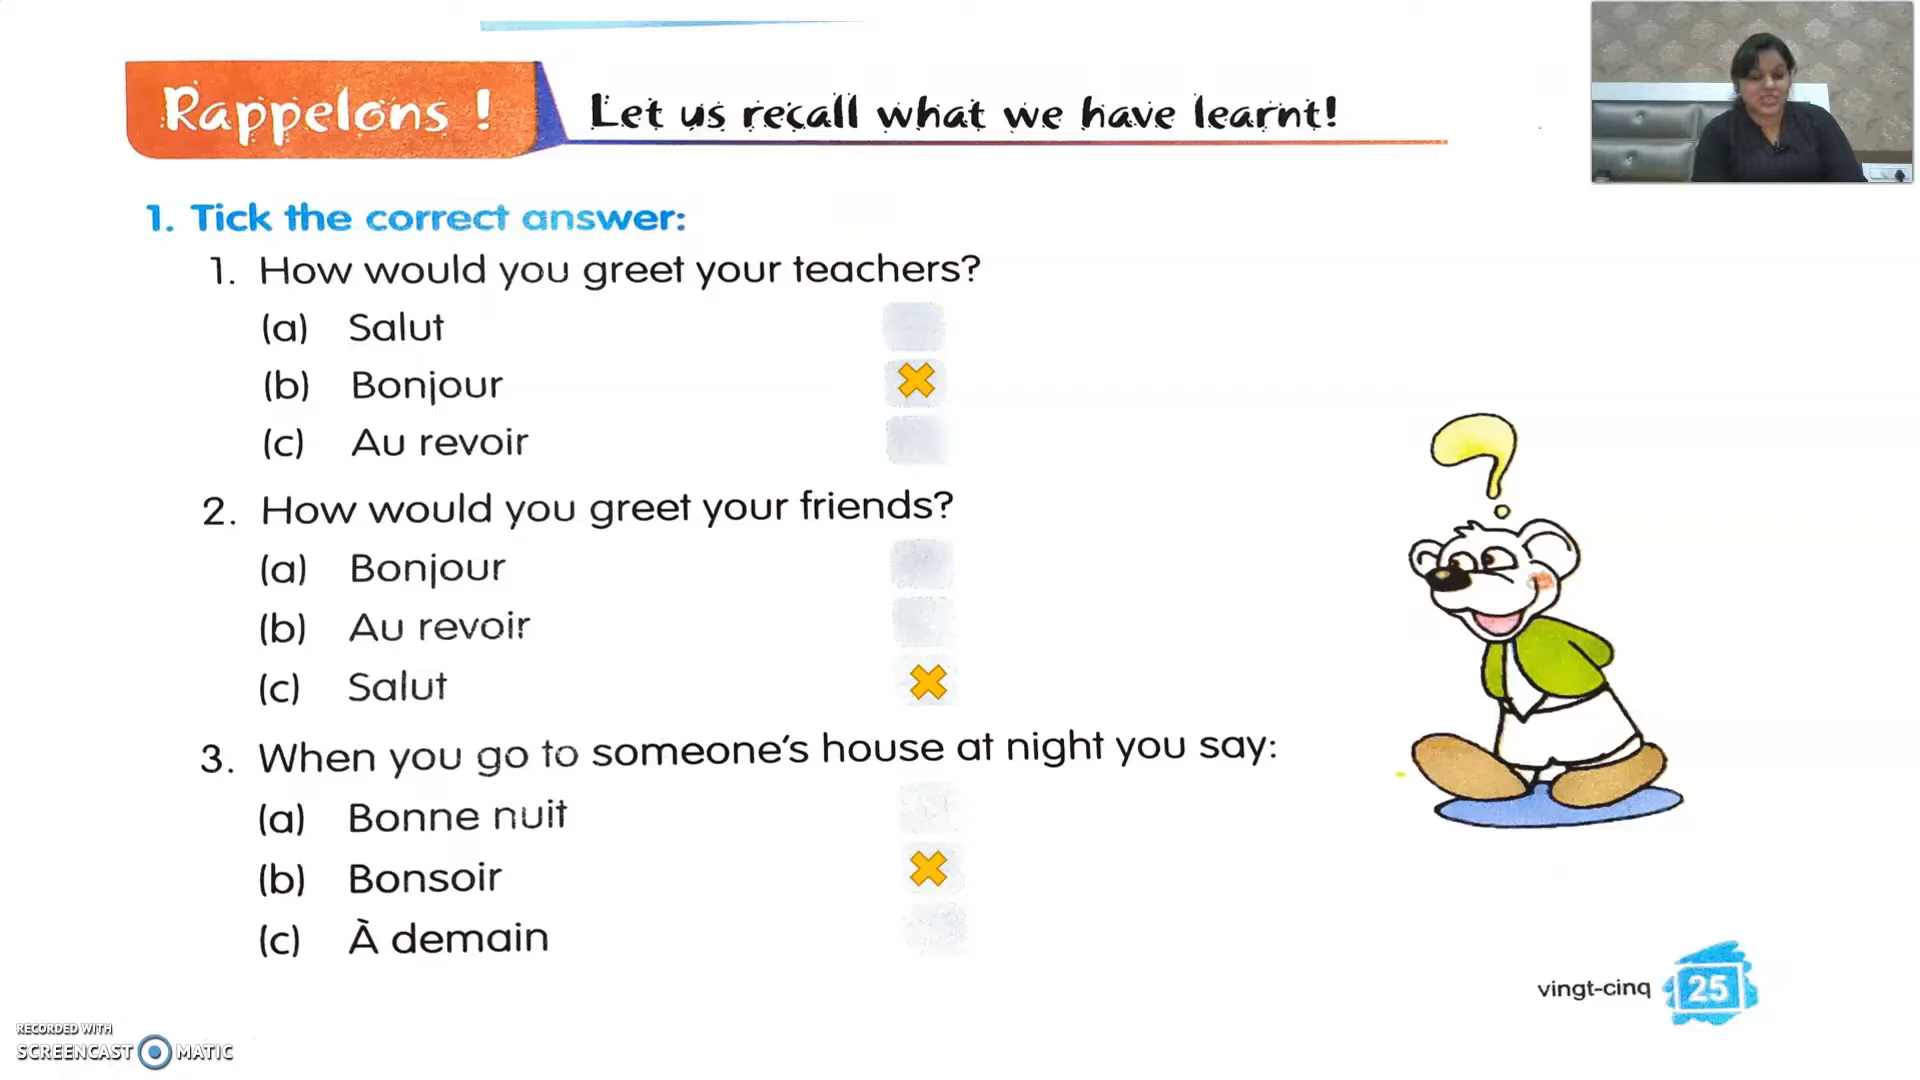 Rappelons !
Let us recall what we have learnt!
1. Tick the correct answer:
1. How would you greet your teachers?
(a) Salut
(b) Bonjour
(c) Au revoir
2. How would you greet your friends?
(a) Bonjour
(b) Au revoir
(c) Salut
3. When you go to someone's house at night you say:
(a) Bonne nuit
(b) Bonsoir
(c) À demain
vingt-cinq 25
RECORDED WITH
SCREENCAST MATIC